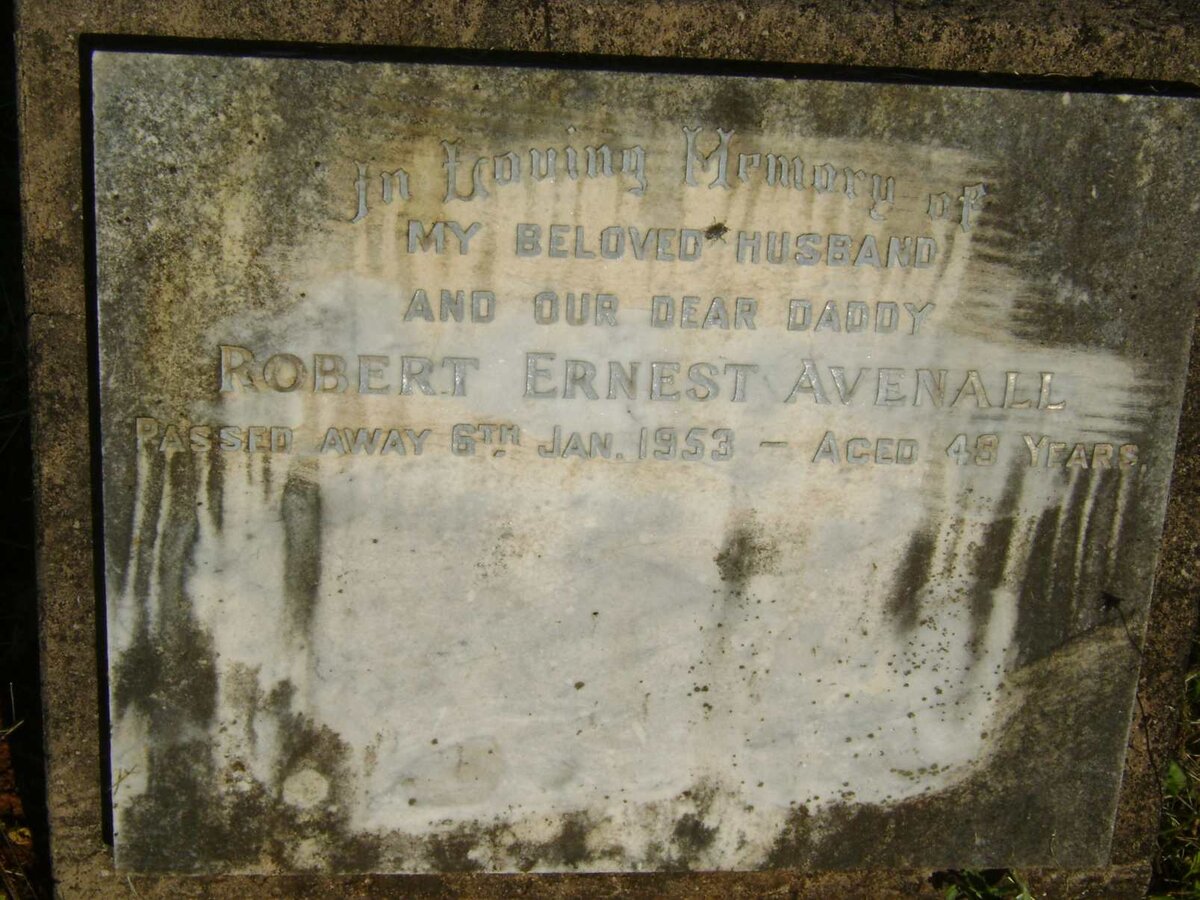 In Loving Memory of
MY BELOVED HUSBAND
AND OUR DEAR DADDY
ROBERT ERNEST AVENALL
PASSED AWAY 6TH JAN. 1953 – AGED 48 YEARS.